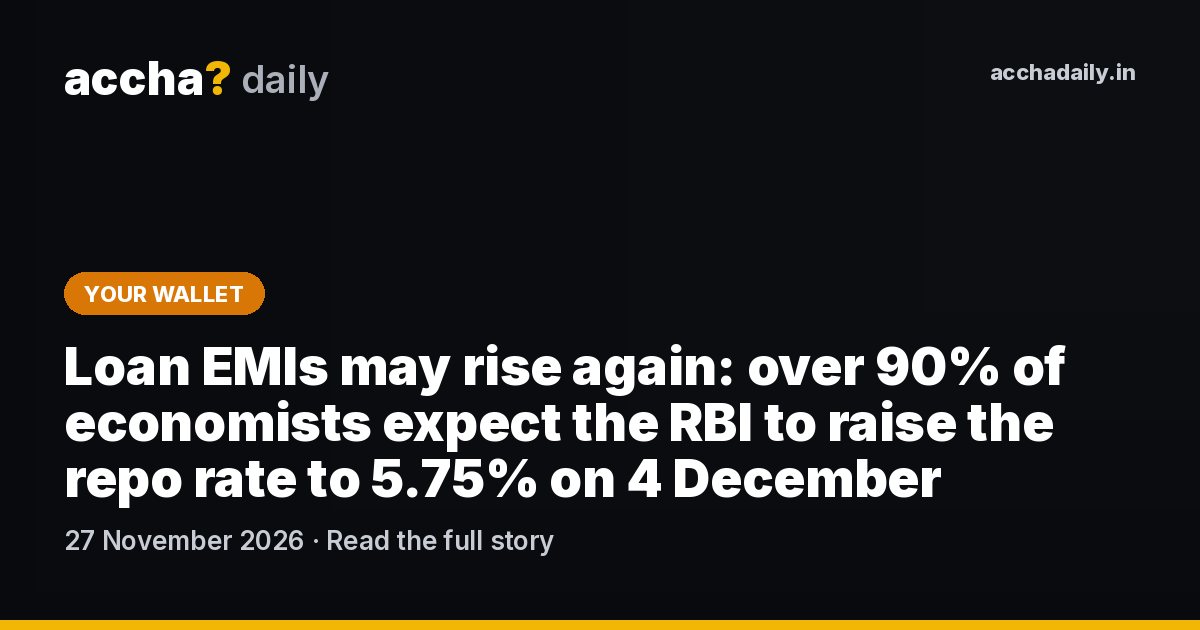 accha? daily
acchadaily.in
YOUR WALLET
Loan EMIs may rise again: over 90% of
economists expect the RBI to raise the
repo rate to 5.75% on 4 December
27 November 2026 · Read the full story